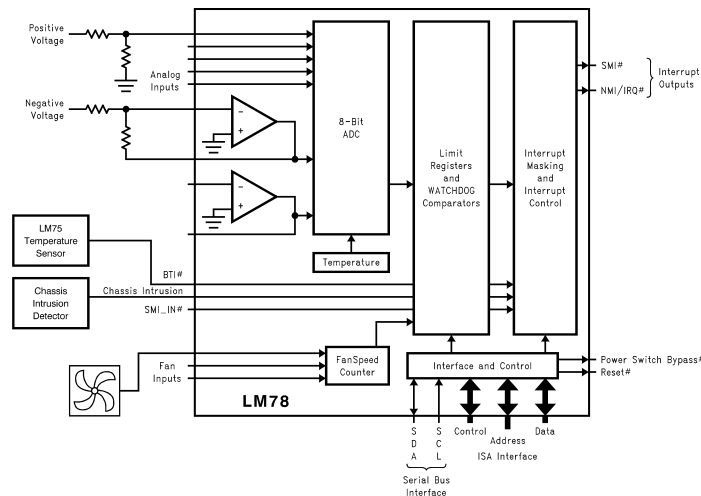 Positive
Voltage
Analog
Inputs
Negative
Voltage
-
+
-
+
8-Bit
ADC
Limit
Registers
and
WATCHDOG
Comparators
Interrupt
Masking
and
Interrupt
Control
SMI#
NMI/IRQ#
Interrupt
Outputs
LM75
Temperature
Sensor
Temperature
BTI#
Chassis
Intrusion
Detector
Chassis Intrusion
SMI_IN#
Fan
Inputs
FanSpeed
Counter
Interface and Control
Power Switch Bypass#
Reset#
LM78
S
D
A
S
C
L
Control
Address
Data
ISA Interface
Serial Bus
Interface